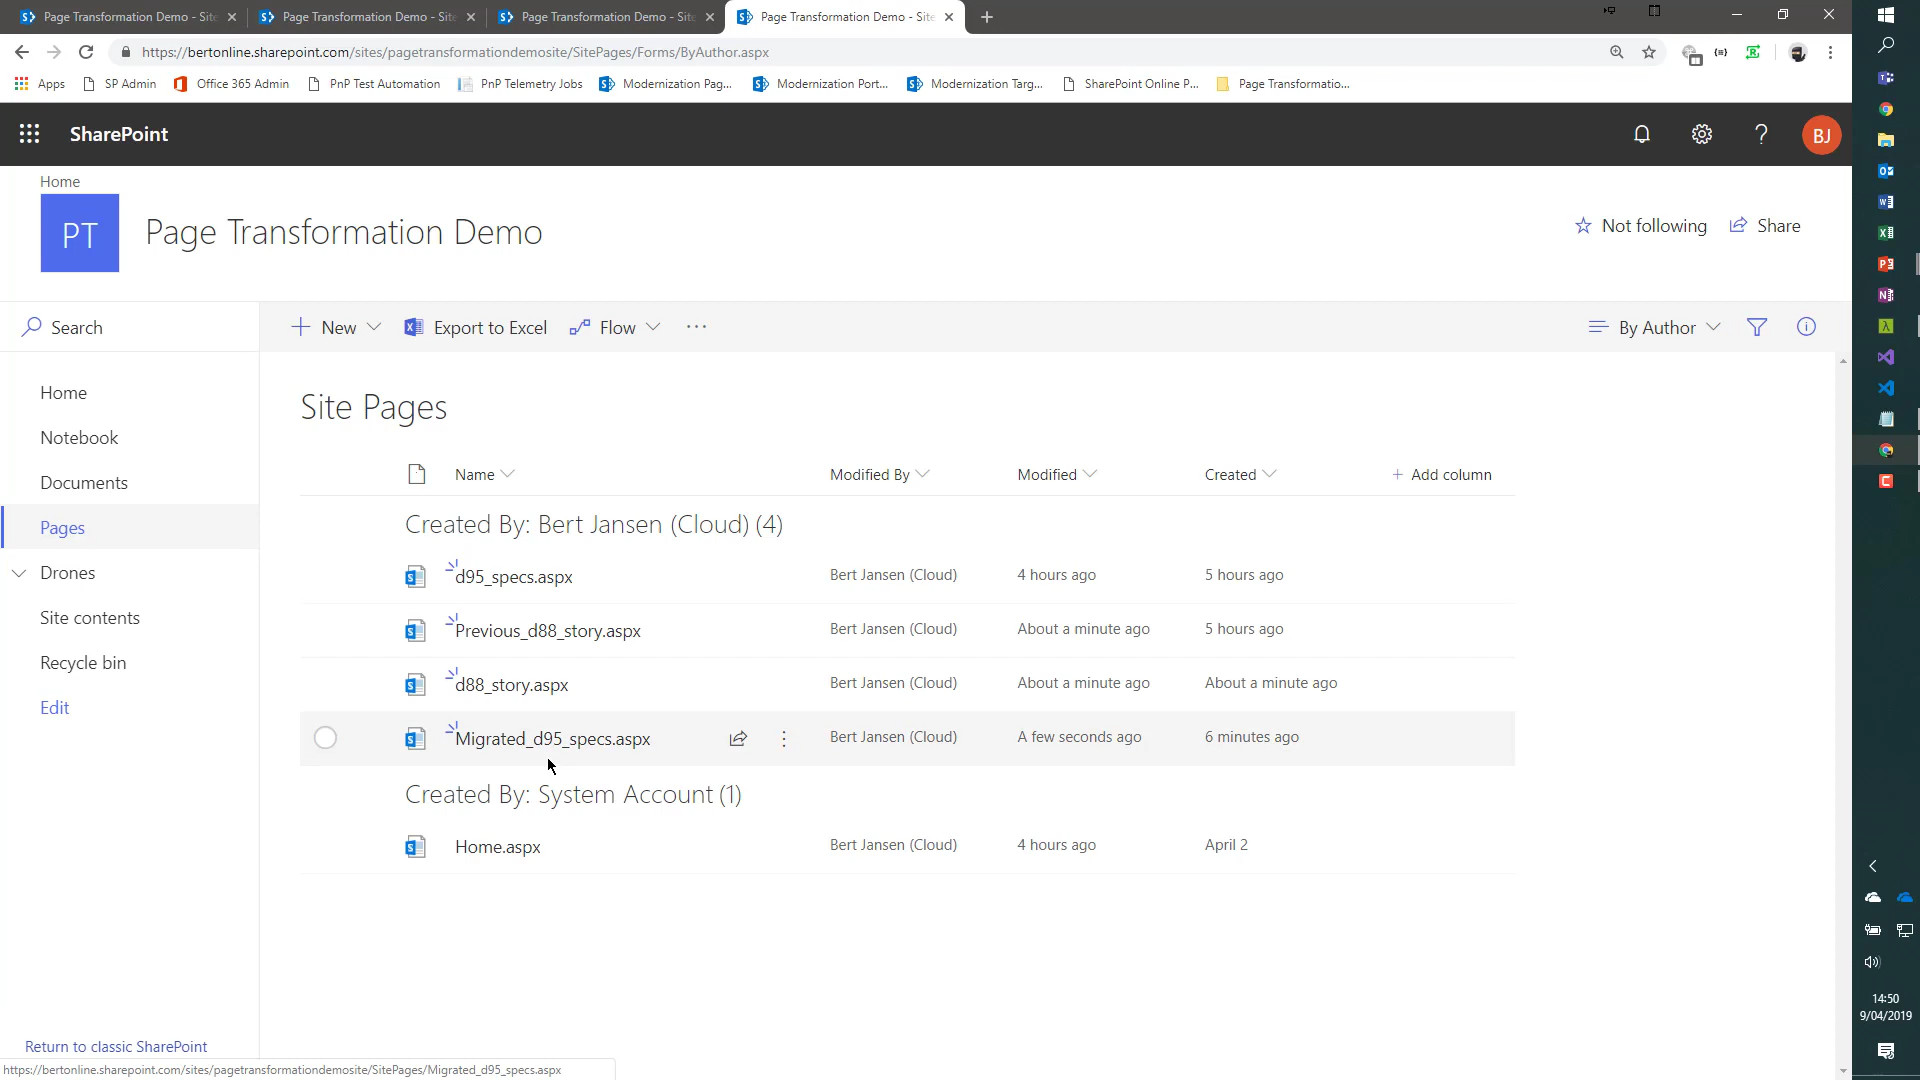 Page Transformation Demo - Site
Page Transformation Demo - Site
Page Transformation Demo - Site
Page Transformation Demo - Site
https://bertonline.sharepoint.com/sites/pagetransformationdemosite/SitePages/Forms/ByAuthor.aspx
Apps SP Admin Office 365 Admin PnP Test Automation PnP Telemetry Jobs Modernization Pag... Modernization Port... Modernization Targ... SharePoint Online P... Page Transformatio...
SharePoint
BJ
Home
PT
Page Transformation Demo
Not following Share
Search
New Export to Excel Flow ...
By Author
Home
Notebook
Documents
Pages
Drones
Site contents
Recycle bin
Edit
Return to classic SharePoint
Site Pages
Name Modified By Modified Created + Add column
Created By: Bert Jansen (Cloud) (4)
d95_specs.aspx Bert Jansen (Cloud) 4 hours ago 5 hours ago
Previous_d88_story.aspx Bert Jansen (Cloud) About a minute ago 5 hours ago
d88_story.aspx Bert Jansen (Cloud) About a minute ago About a minute ago
Migrated_d95_specs.aspx Bert Jansen (Cloud) A few seconds ago 6 minutes ago
Created By: System Account (1)
Home.aspx Bert Jansen (Cloud) 4 hours ago April 2
https://bertonline.sharepoint.com/sites/pagetransformationdemosite/SitePages/Migrated_d95_specs.aspx
14:50
9/04/2019